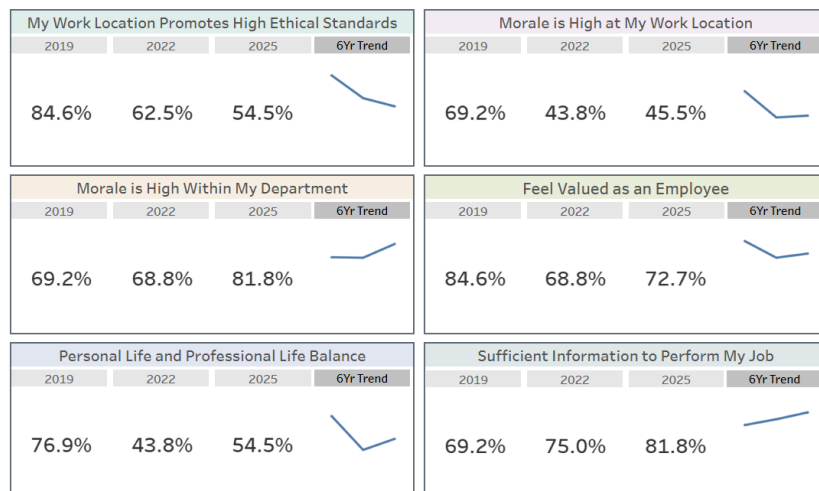 My Work Location Promotes High Ethical Standards
2019 2022 2025 6Yr Trend
84.6% 62.5% 54.5%
Morale is High at My Work Location
2019 2022 2025 6Yr Trend
69.2% 43.8% 45.5%
Morale is High Within My Department
2019 2022 2025 6Yr Trend
69.2% 68.8% 81.8%
Feel Valued as an Employee
2019 2022 2025 6Yr Trend
84.6% 68.8% 72.7%
Personal Life and Professional Life Balance
2019 2022 2025 6Yr Trend
76.9% 43.8% 54.5%
Sufficient Information to Perform My Job
2019 2022 2025 6Yr Trend
69.2% 75.0% 81.8%